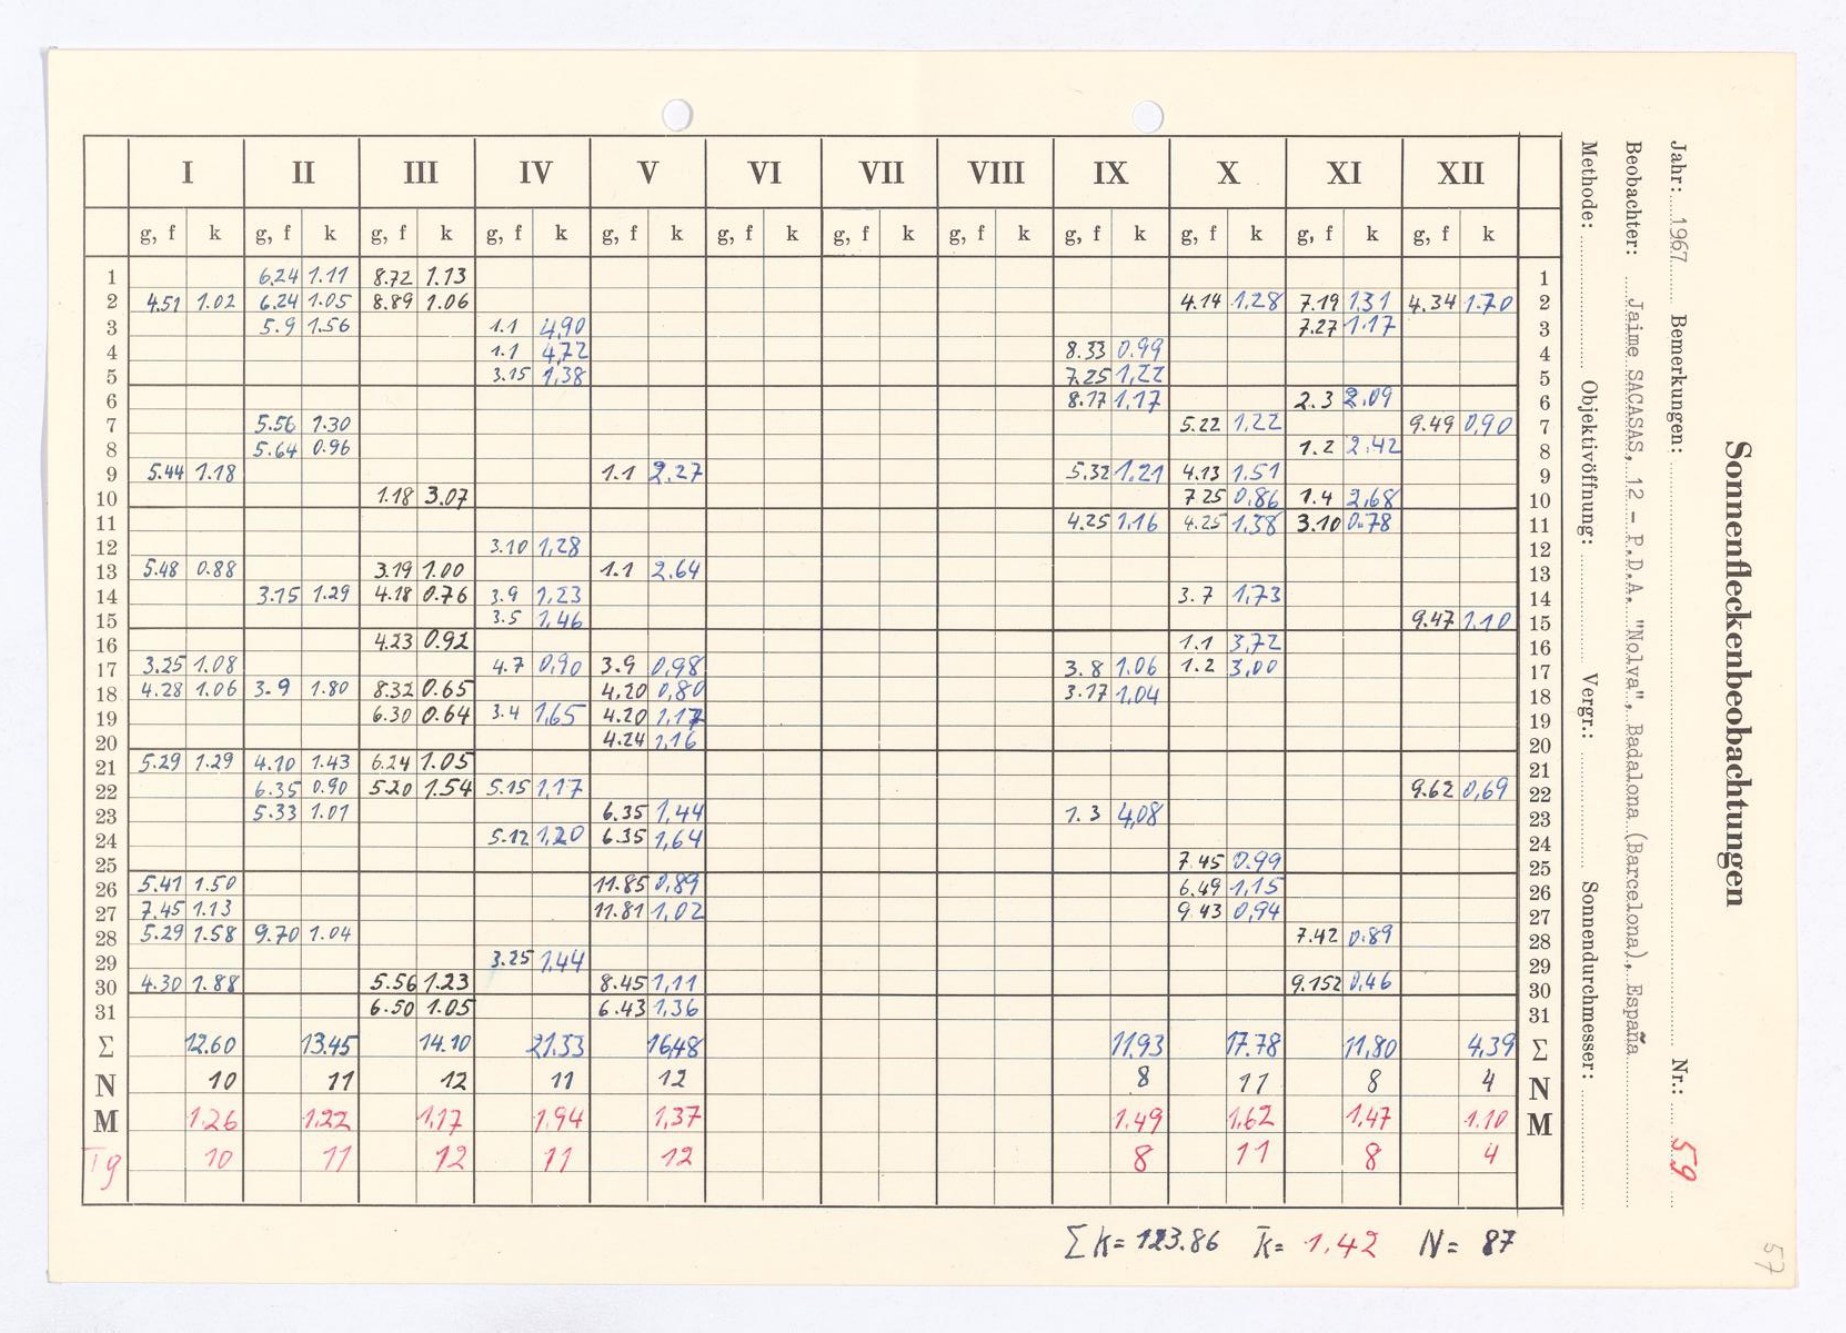 I II III IV V VI VII VIII IX X XI XII
g, f k g, f k g, f k g, f k g, f k g, f k g, f k g, f k g, f k g, f k g, f k g, f k
1 6.24 1.11 8.72 1.13 1
2 4.51 1.02 6.24 1.05 8.89 1.06 4.14 1.28 7.19 1.31 4.34 1.70 2
3 5.9 1.56 1.1 4,90 7.27 1.17 3
4 1.1 4,72 8.33 0.99 4
5 3.15 1,38 7.25 1,22 5
6 8.17 1,17 2.3 2.09 6
7 5.56 1.30 5.22 1,22 9.49 0,90 7
8 5.64 0.96 1.2 2.42 8
9 5.44 1.18 1.1 2.27 5.32 1.21 4.13 1.51 9
10 1.18 3.07 7.25 0,86 1.4 2,68 10
11 4.25 1,16 4.25 1,38 3.10 0.78 11
12 3.10 1,28 12
13 5.48 0.88 3.19 1.00 1.1 2.64 13
14 3.15 1.29 4.18 0.76 3.9 1,23 3.7 1,73 14
15 3.5 1,46 9.47 1,10 15
16 4.23 0.92 1.1 3,72 16
17 3.25 1.08 4.7 0,90 3.9 0,98 3.8 1.06 1.2 3,00 17
18 4.28 1.06 3.9 1.80 8.32 0.65 4.20 0,80 3.17 1,04 18
19 6.30 0.64 3.4 1,65 4.20 1,17 19
20 4.24 1,16 20
21 5.29 1.29 4.10 1.43 6.24 1.05 21
22 6.35 0.90 5.20 1.54 5.15 1,17 9.62 0,69 22
23 5.33 1.01 6.35 1,44 1.3 4,08 23
24 5.12 1,20 6.35 1,64 24
25 7.45 0.99 25
26 5.41 1.50 11.85 0,89 6.49 1,15 26
27 7.45 1.13 11.81 1,02 9.43 0,94 27
28 5.29 1.58 9.70 1.04 7.42 0.89 28
29 3.25 1,44 29
30 4.30 1.88 5.56 1.23 8.45 1,11 9.152 0,46 30
31 6.50 1.05 6.43 1,36 31
Σ 12.60 13.45 14.10 21.33 16,48 11,93 17.78 11,80 4,39 Σ
N 10 11 12 11 12 8 11 8 4 N
M 1.26 1.22 1,17 1.94 1,37 1.49 1,62 1,47 1.10 M
Tg 10 11 12 11 12 8 11 8 4
Σ k = 123.86 k̄ = 1.42 N = 87
Sonnenfleckenbeobachtungen
Jahr: 1967 Bemerkungen: Nr.: 59
Beobachter: Jaime SACASAS, 12 - P.D.A. "Nolya", Badalona (Barcelona), España
Methode: Objektivöffnung: Vergr.: Sonnendurchmesser:
57